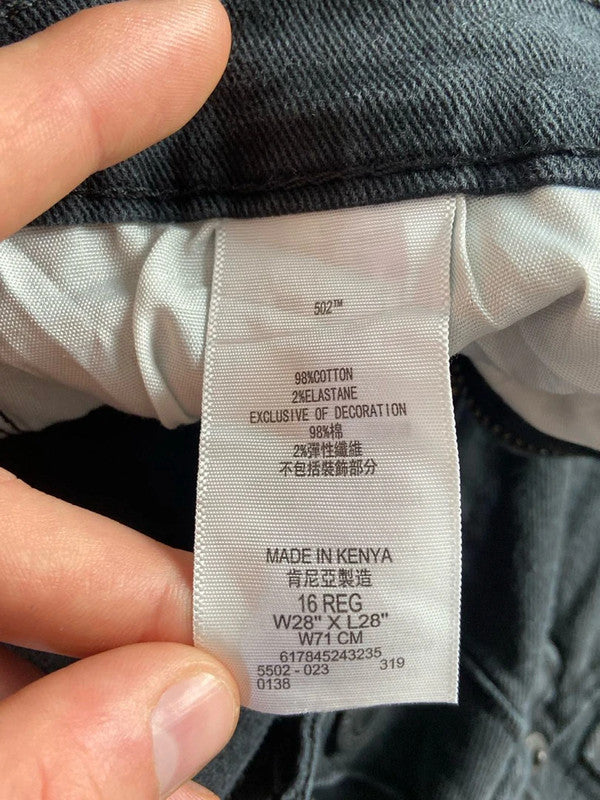 502™
98%COTTON
2%ELASTANE
EXCLUSIVE OF DECORATION
98%棉
2%彈性纖維
不包括裝飾部分
MADE IN KENYA
肯尼亞製造
16 REG
W28" X L28"
W71 CM
617845243235
5502 - 023 319
0138